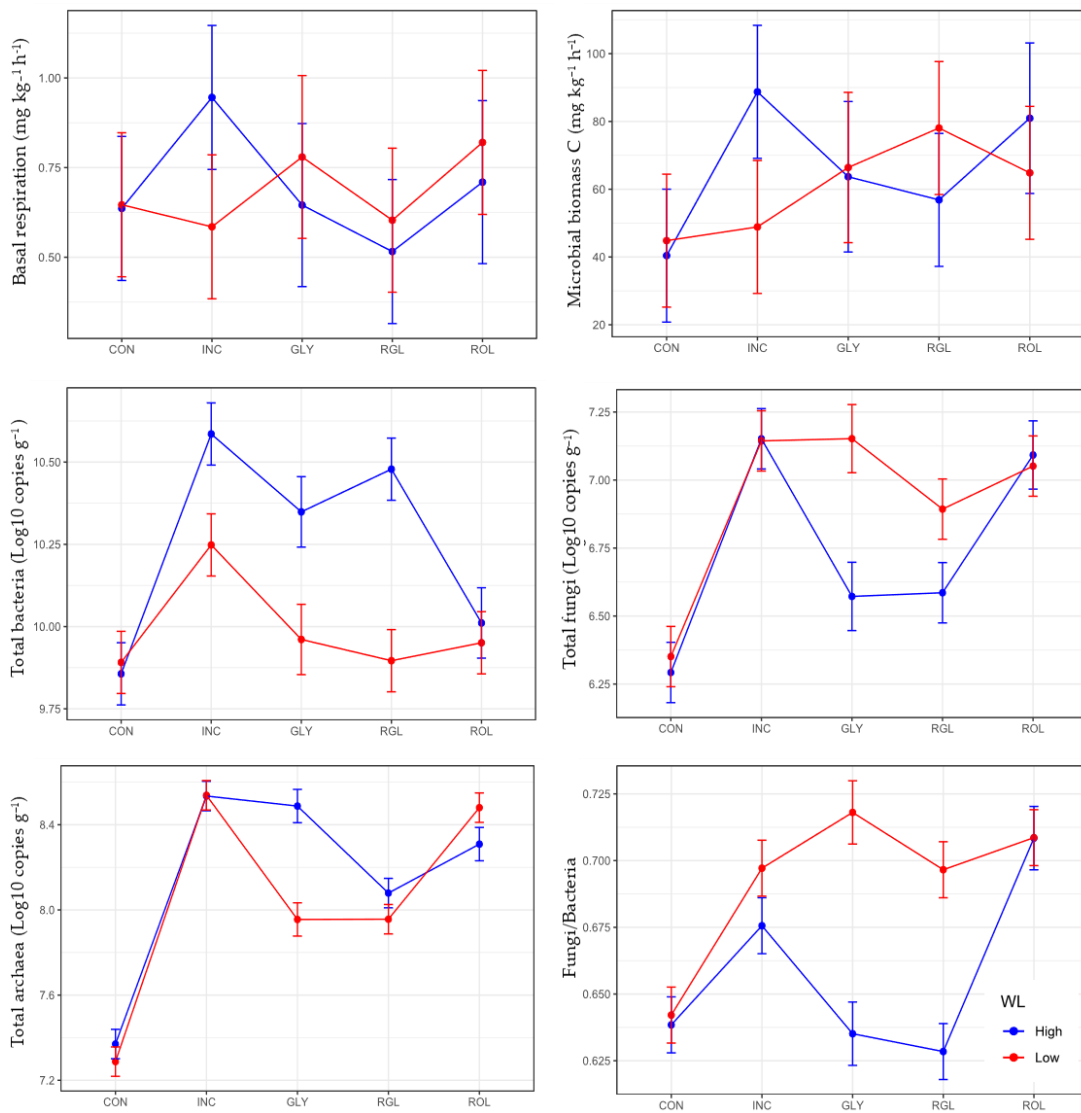 Basal respiration (mg kg⁻¹ h⁻¹)
1.00
0.75
0.50
CON INC GLY RGL ROL
Microbial biomass C (mg kg⁻¹ h⁻¹)
100
80
60
40
20
CON INC GLY RGL ROL
Total bacteria (Log10 copies g⁻¹)
10.50
10.25
10.00
9.75
CON INC GLY RGL ROL
Total fungi (Log10 copies g⁻¹)
7.25
7.00
6.75
6.50
6.25
CON INC GLY RGL ROL
Total archaea (Log10 copies g⁻¹)
8.4
8.0
7.6
7.2
CON INC GLY RGL ROL
Fungi/Bacteria
0.725
0.700
0.675
0.650
0.625
CON INC GLY RGL ROL
WL
High
Low